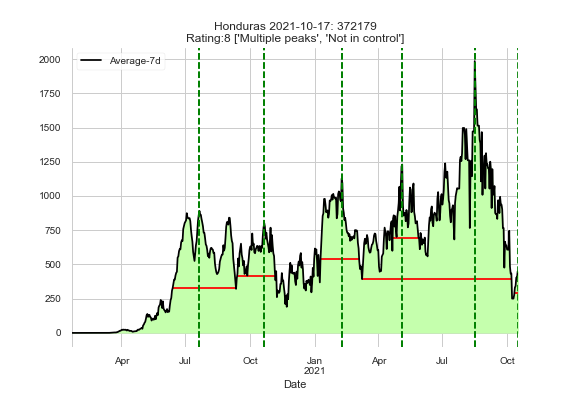 Honduras 2021-10-17: 372179
Rating:8 ['Multiple peaks', 'Not in control']
Average-7d
2000
1750
1500
1250
1000
750
500
250
0
Apr
Jul
Oct
Jan
2021
Apr
Jul
Oct
Date